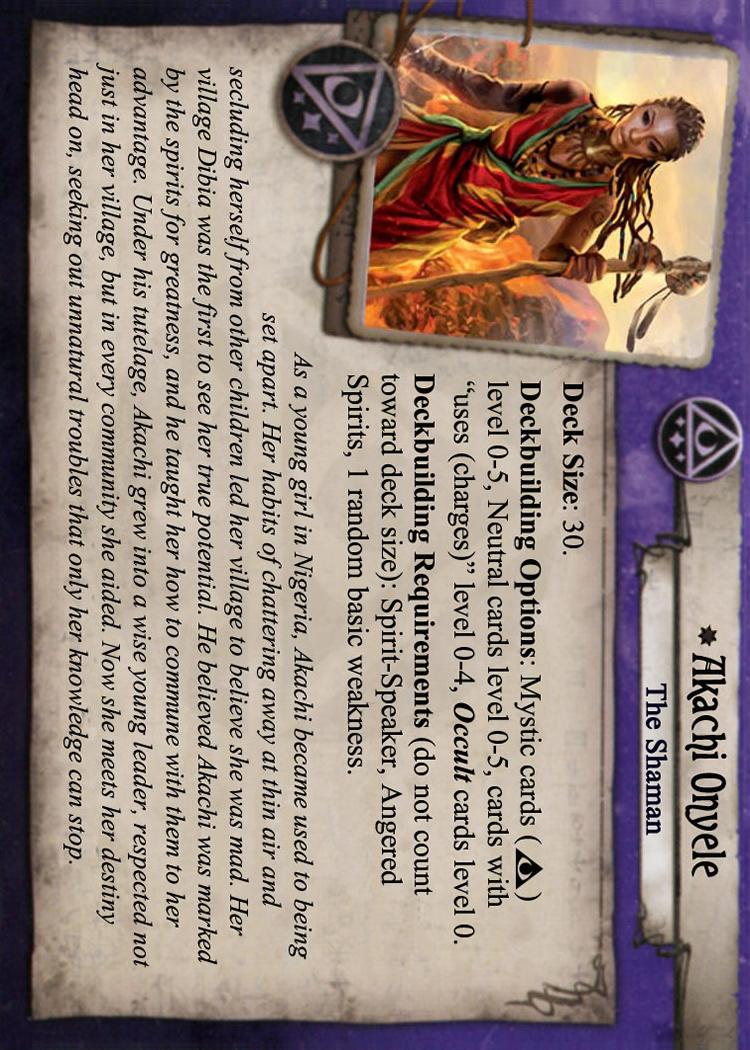 Akachi Onyele
The Shaman
Deck Size: 30.
Deckbuilding Options: Mystic cards ( )
level 0-5, Neutral cards level 0-5, cards with
“uses (charges)” level 0-4, Occult cards level 0.
Deckbuilding Requirements (do not count
toward deck size): Spirit-Speaker, Angered
Spirits, 1 random basic weakness.
As a young girl in Nigeria, Akachi became used to being
set apart. Her habits of chattering away at thin air and
secluding herself from other children led her village to believe she was mad. Her
village Dibia was the first to see her true potential. He believed Akachi was marked
by the spirits for greatness, and he taught her how to commune with them to her
advantage. Under his tutelage, Akachi grew into a wise young leader, respected not
just in her village, but in every community she aided. Now she meets her destiny
head on, seeking out unnatural troubles that only her knowledge can stop.